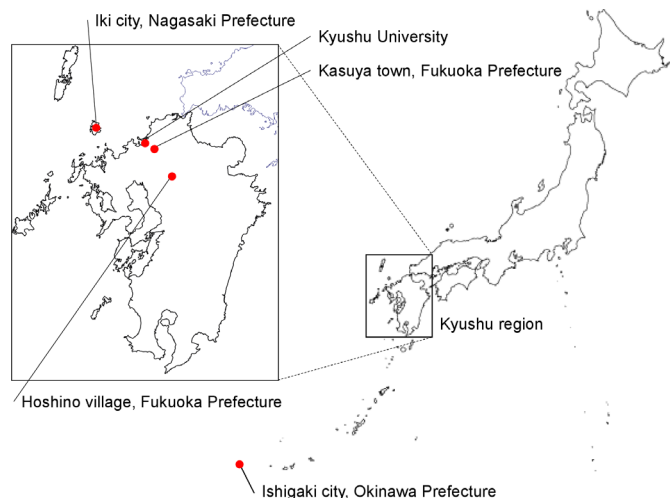 Iki city, Nagasaki Prefecture
Kyushu University
Kasuya town, Fukuoka Prefecture
Kyushu region
Hoshino village, Fukuoka Prefecture
Ishigaki city, Okinawa Prefecture